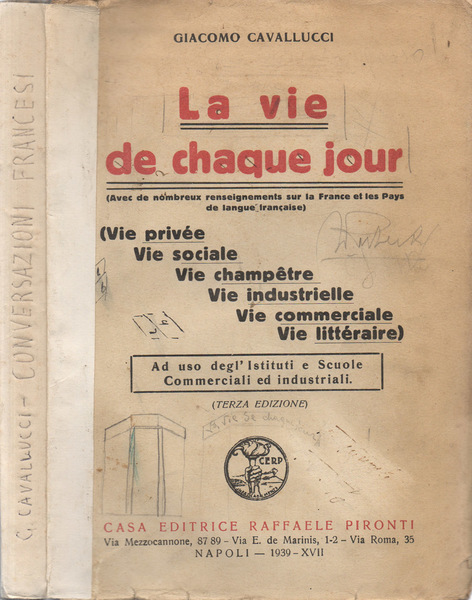 C. CAVALLUCCI - CONVERSAZIONI FRANCESI
GIACOMO CAVALLUCCI
La vie
de chaque jour
(Avec de nombreux renseignements sur la France et les Pays
de langue française)
(Vie privée
Vie sociale
Vie champêtre
Vie industrielle
Vie commerciale
Vie littéraire)
Ad uso degl'Istituti e Scuole
Commerciali ed industriali.
(TERZA EDIZIONE)
La vie de
CERP
CASA EDITRICE RAFFAELE PIRONTI
Via Mezzocannone, 87 89 - Via E. de Marinis, 1-2 - Via Roma, 35
NAPOLI — 1939 - XVII